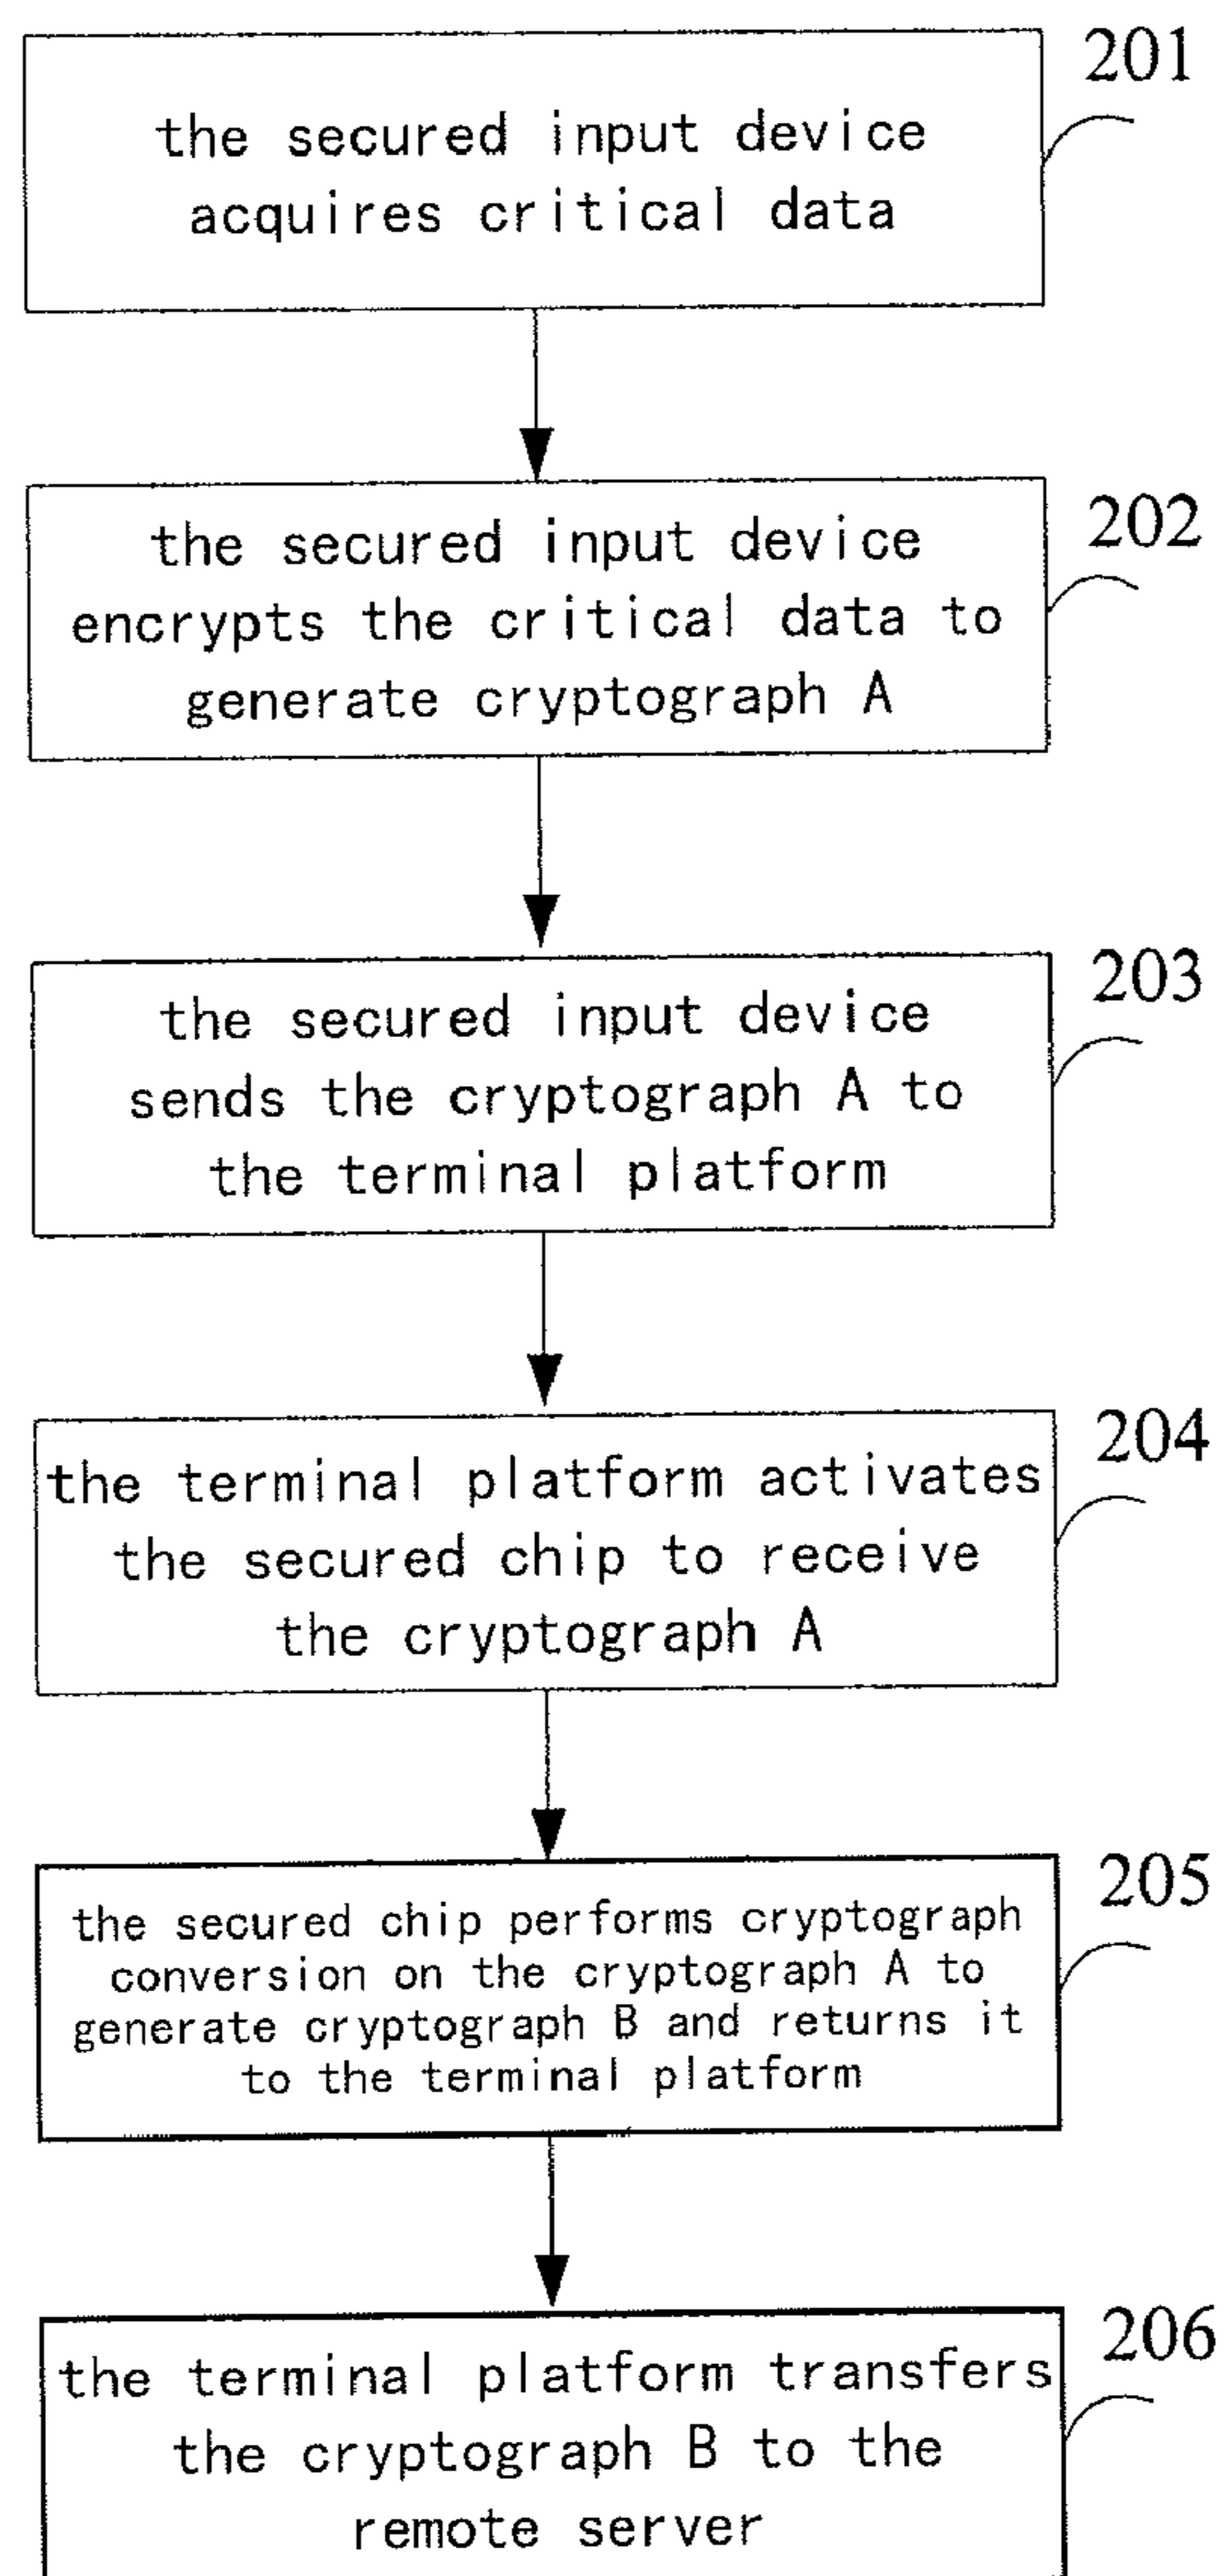 201
the secured input device
acquires critical data
202
the secured input device
encrypts the critical data to
generate cryptograph A
203
the secured input device
sends the cryptograph A to
the terminal platform
204
the terminal platform activates
the secured chip to receive
the cryptograph A
205
the secured chip performs cryptograph
conversion on the cryptograph A to
generate cryptograph B and returns it
to the terminal platform
206
the terminal platform transfers
the cryptograph B to the
remote server